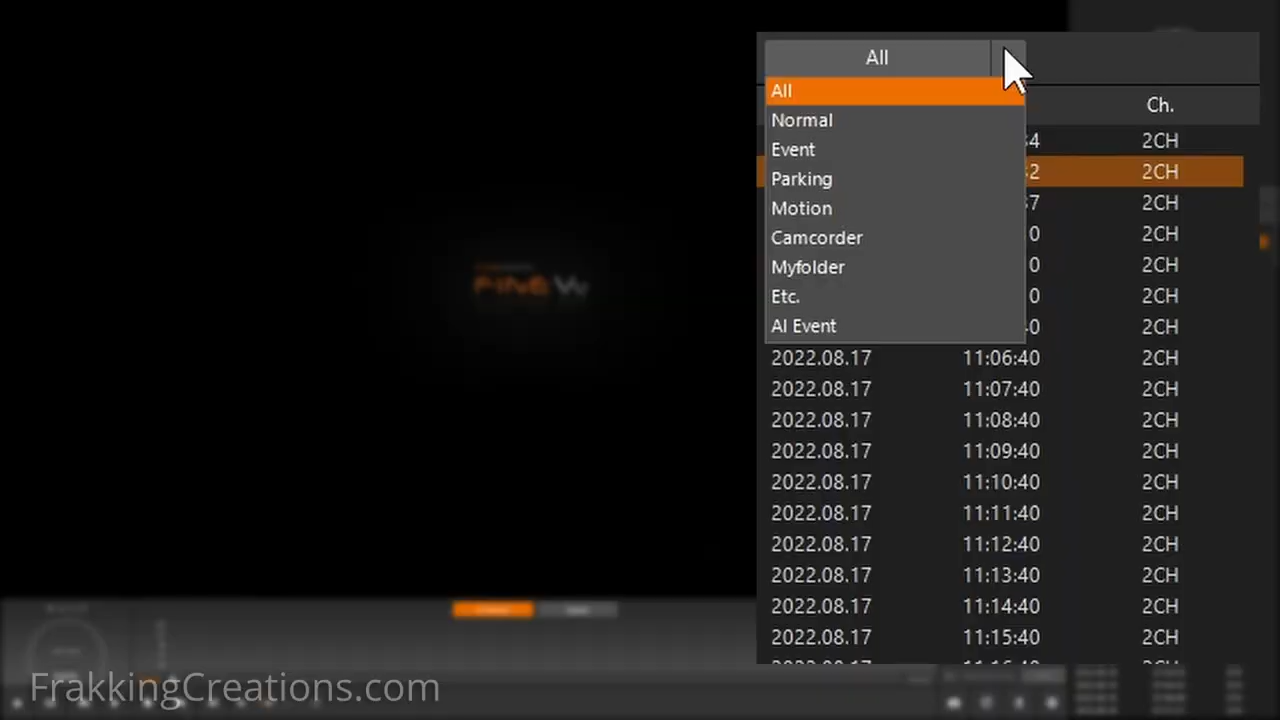 All
All
Normal
Event
Parking
Motion
Camcorder
Myfolder
Etc.
AI Event
Ch.
2CH
2CH
2CH
2CH
2CH
2CH
2CH
2022.08.17 11:06:40 2CH
2022.08.17 11:07:40 2CH
2022.08.17 11:08:40 2CH
2022.08.17 11:09:40 2CH
2022.08.17 11:10:40 2CH
2022.08.17 11:11:40 2CH
2022.08.17 11:12:40 2CH
2022.08.17 11:13:40 2CH
2022.08.17 11:14:40 2CH
2022.08.17 11:15:40 2CH
FINE Vu
FrakkingCreations.com